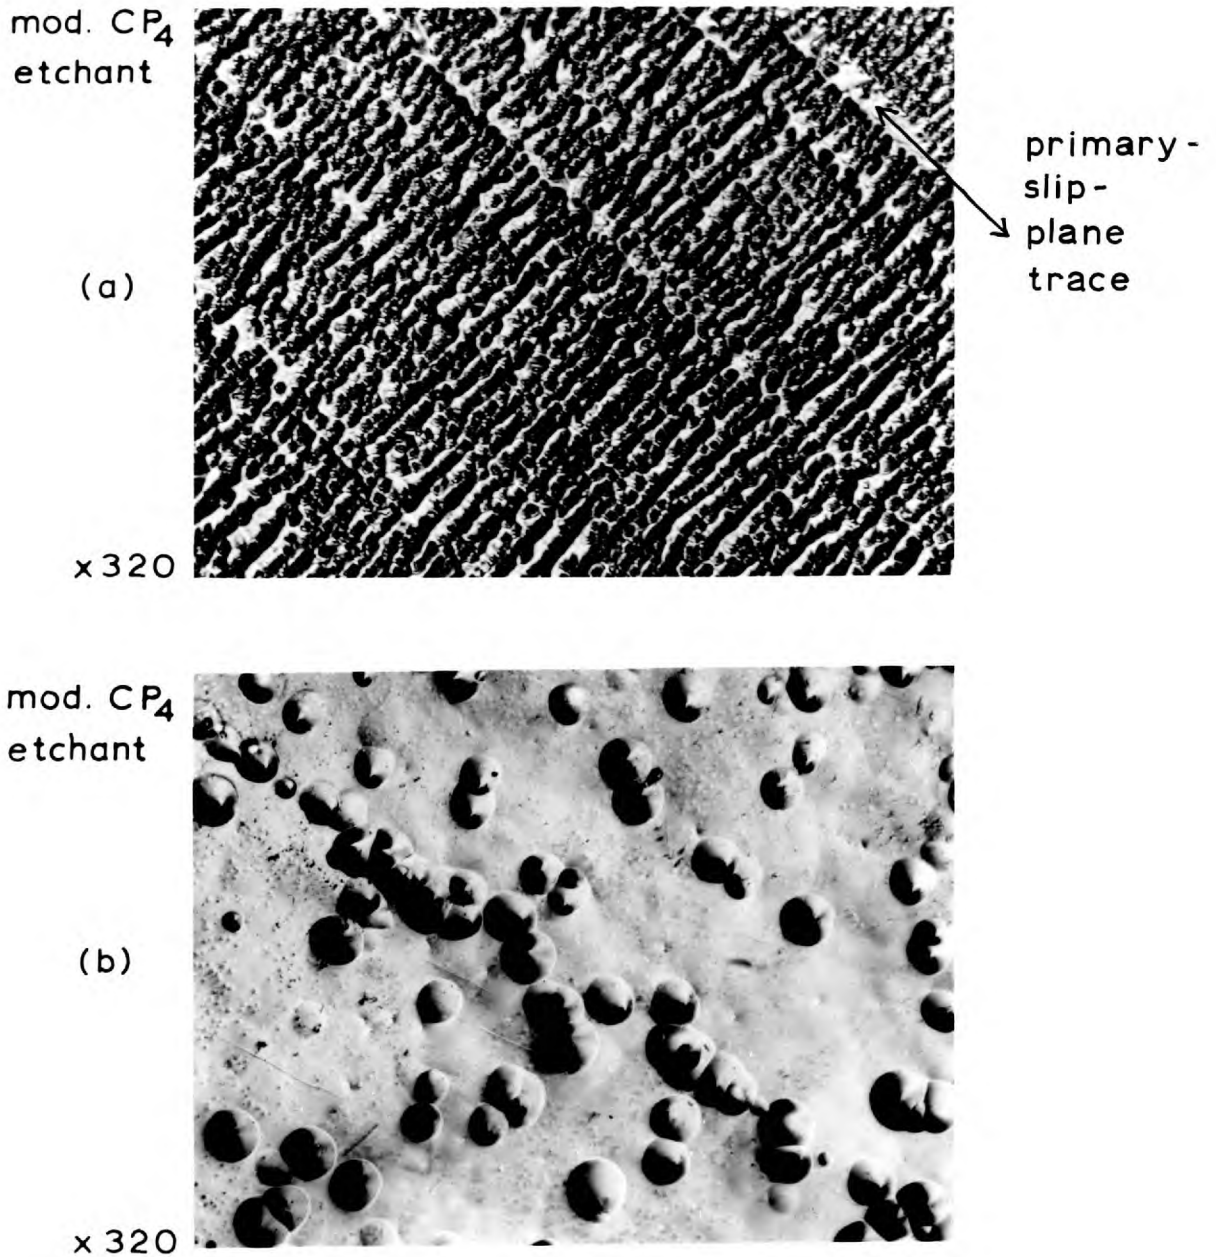 mod. CP4
etchant
primary-
slip-
plane
trace
(a)
x320
mod. CP4
etchant
(b)
x320